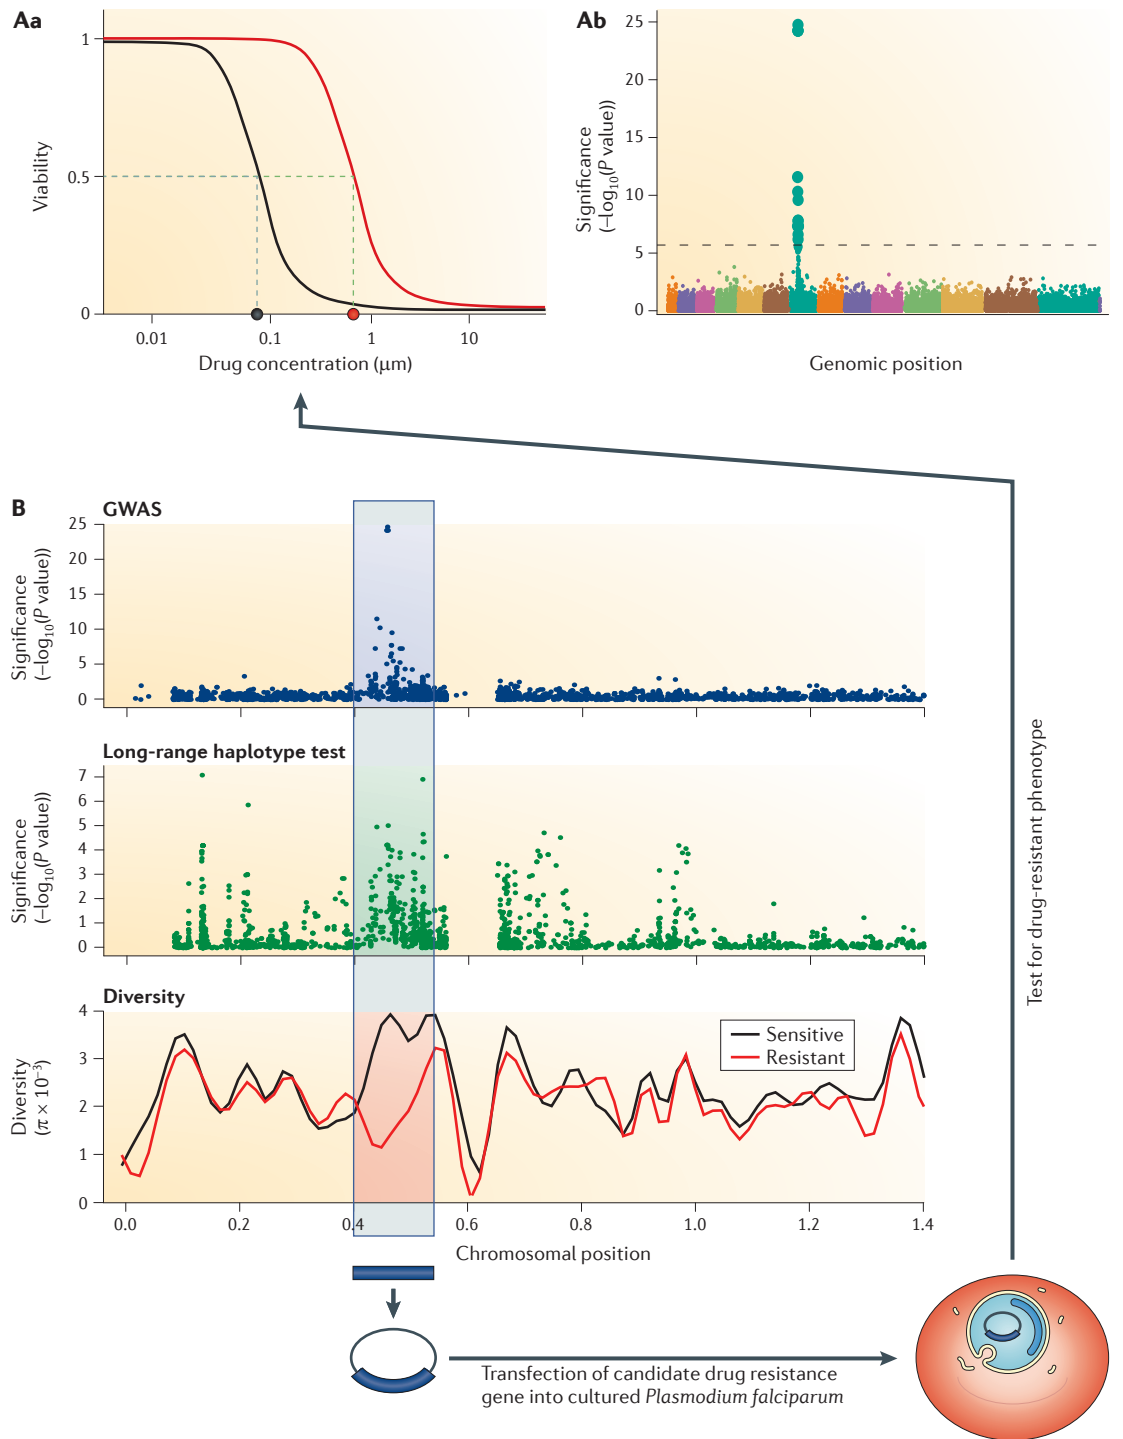 Aa
Viability
1
0.5
0
0.01
0.1
1
10
Drug concentration (µm)
Ab
Significance
(–log10(P value))
25
20
15
10
5
0
Genomic position
B
GWAS
Significance
(–log10(P value))
25
20
15
10
5
0
Long-range haplotype test
Significance
(–log10(P value))
7
6
5
4
3
2
1
0
Diversity
Diversity
(π × 10–3)
4
3
2
1
0
Sensitive
Resistant
0.0
0.2
0.4
0.6
0.8
1.0
1.2
1.4
Chromosomal position
Test for drug-resistant phenotype
Transfection of candidate drug resistance
gene into cultured Plasmodium falciparum